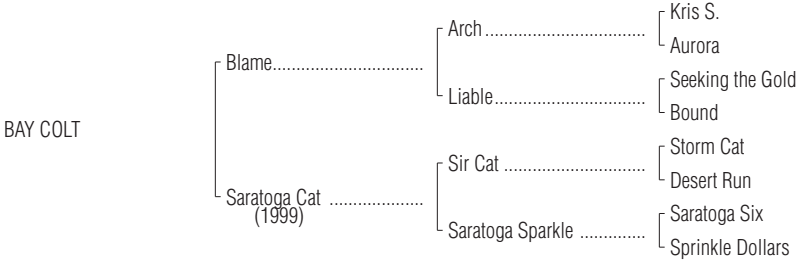 Kris S.
Arch ........................................
Aurora
Blame..............................
Seeking the Gold
Liable......................................
Bound
BAY COLT
Storm Cat
Sir Cat ....................................
Desert Run
Saratoga Cat ....................
(1999)
Saratoga Six
Saratoga Sparkle ..............
Sprinkle Dollars